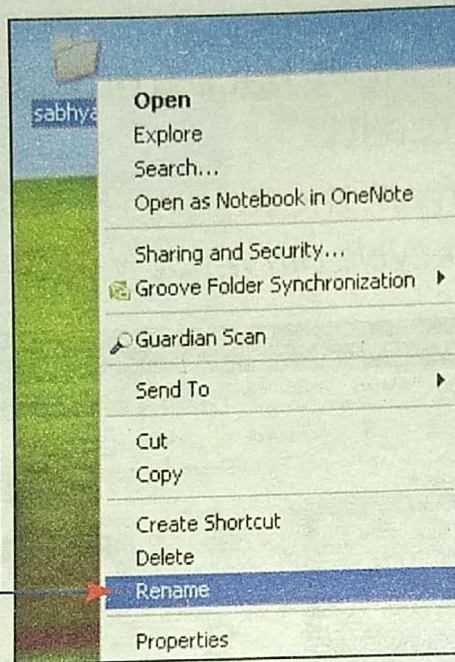 sabhya
Open
Explore
Search...
Open as Notebook in OneNote
Sharing and Security...
Groove Folder Synchronization
Guardian Scan
Send To
Cut
Copy
Create Shortcut
Delete
Rename
Properties